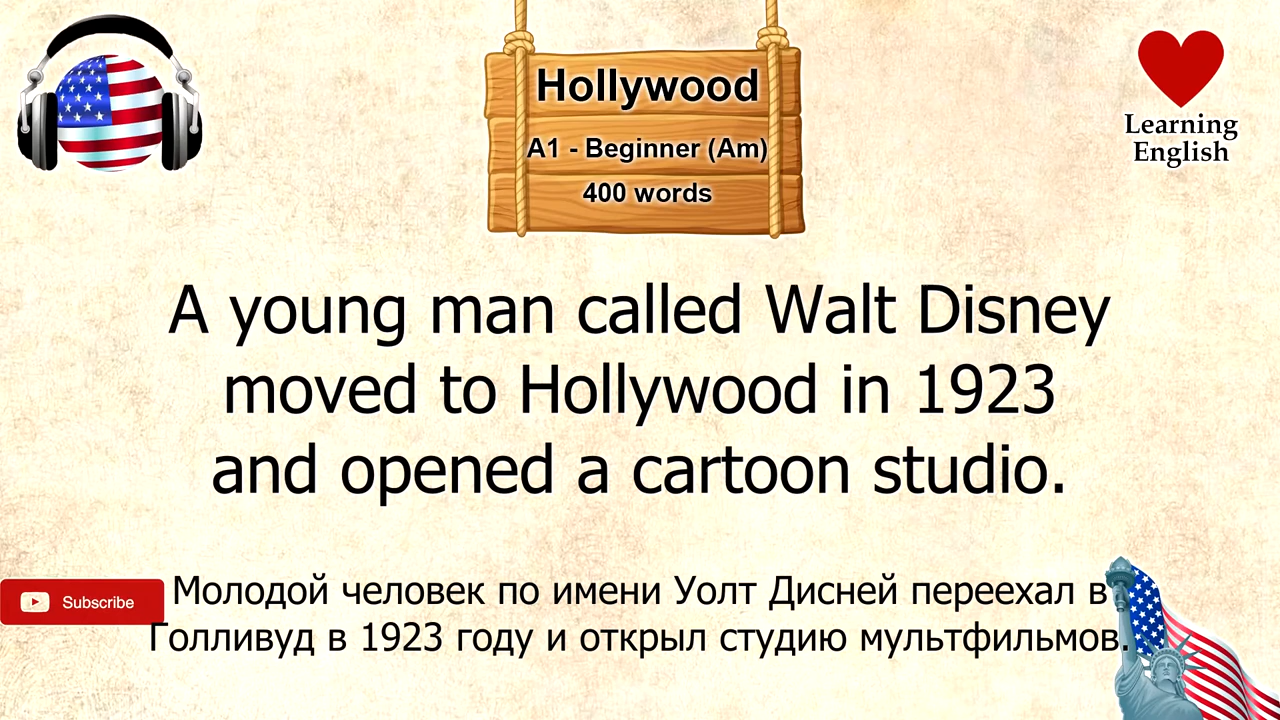 Hollywood
A1 - Beginner (Am)
400 words
Learning
English
A young man called Walt Disney
moved to Hollywood in 1923
and opened a cartoon studio.
Subscribe
Молодой человек по имени Уолт Дисней переехал в
Голливуд в 1923 году и открыл студию мультфильмов.